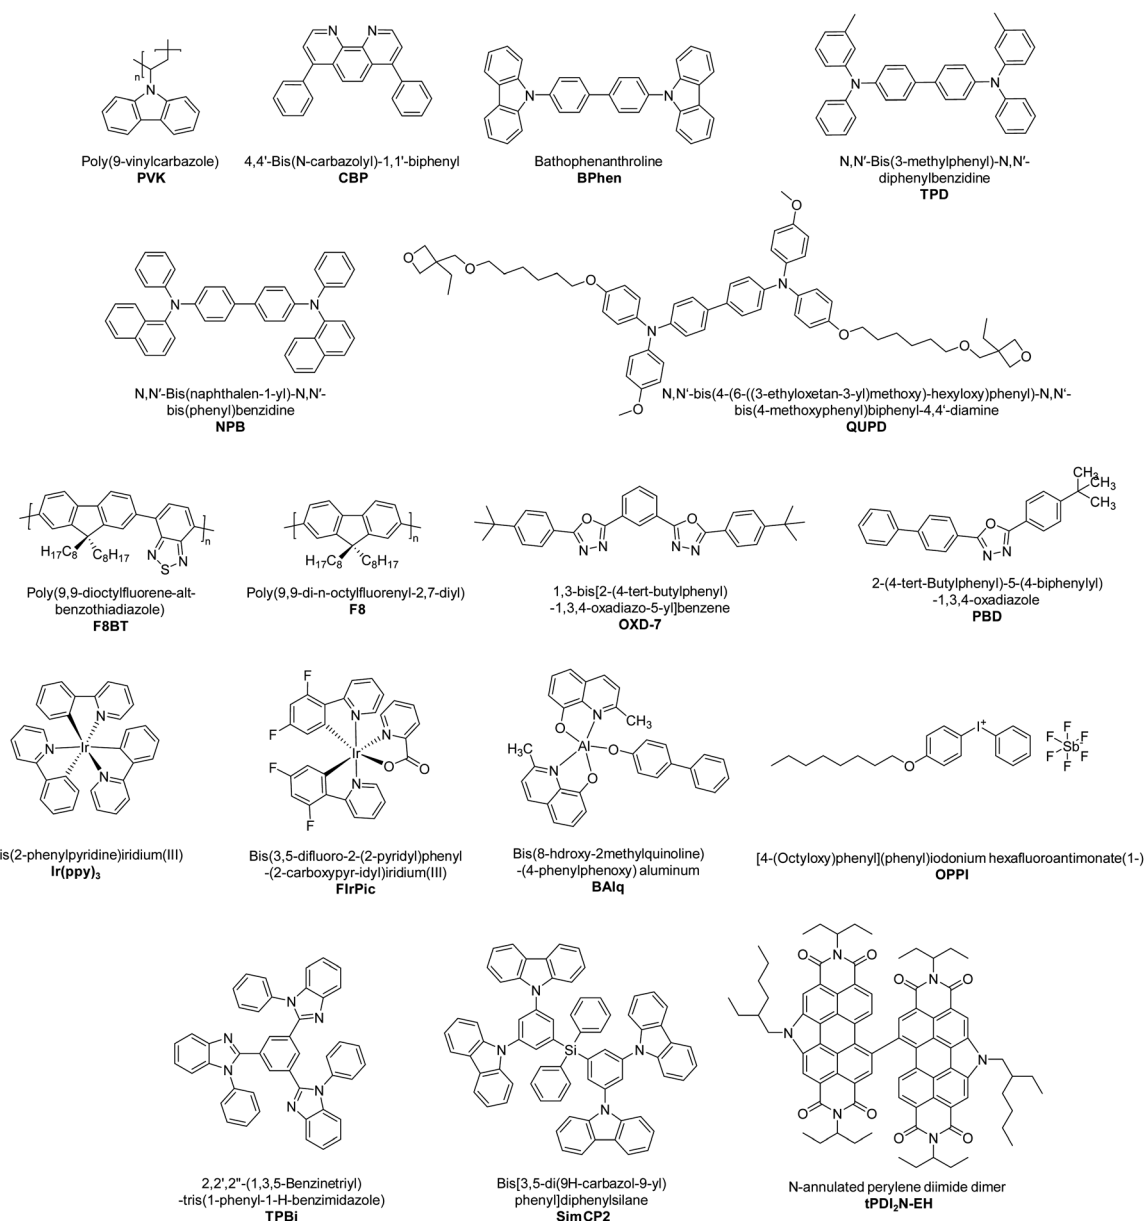 Poly(9-vinylcarbazole)
PVK
4,4'-Bis(N-carbazolyl)-1,1'-biphenyl
CBP
Bathophenanthroline
BPhen
N,N′-Bis(3-methylphenyl)-N,N′-
diphenylbenzidine
TPD
N,N′-Bis(naphthalen-1-yl)-N,N′-
bis(phenyl)benzidine
NPB
N,N'-bis(4-(6-((3-ethyloxetan-3-yl)methoxy)-hexyloxy)phenyl)-N,N'-
bis(4-methoxyphenyl)biphenyl-4,4'-diamine
QUPD
H17C8 C8H17
Poly(9,9-dioctylfluorene-alt-
benzothiadiazole)
F8BT
H17C8 C8H17
Poly(9,9-di-n-octylfluorenyl-2,7-diyl)
F8
1,3-bis[2-(4-tert-butylphenyl)
-1,3,4-oxadiazo-5-yl]benzene
OXD-7
CH3
CH3
CH3
2-(4-tert-Butylphenyl)-5-(4-biphenylyl)
-1,3,4-oxadiazole
PBD
Ir
is(2-phenylpyridine)iridium(III)
Ir(ppy)3
Ir
Bis(3,5-difluoro-2-(2-pyridyl)phenyl
-(2-carboxypyr-idyl)iridium(III)
FIrPic
CH3
H3C
Al
Bis(8-hdroxy-2methylquinoline)
-(4-phenylphenoxy) aluminum
BAlq
I+
Sb
[4-(Octyloxy)phenyl](phenyl)iodonium hexafluoroantimonate(1-)
OPPI
2,2',2"-(1,3,5-Benzinetriyl)
-tris(1-phenyl-1-H-benzimidazole)
TPBi
Si
Bis[3,5-di(9H-carbazol-9-yl)
phenyl]diphenylsilane
SimCP2
N-annulated perylene diimide dimer
tPDI2N-EH